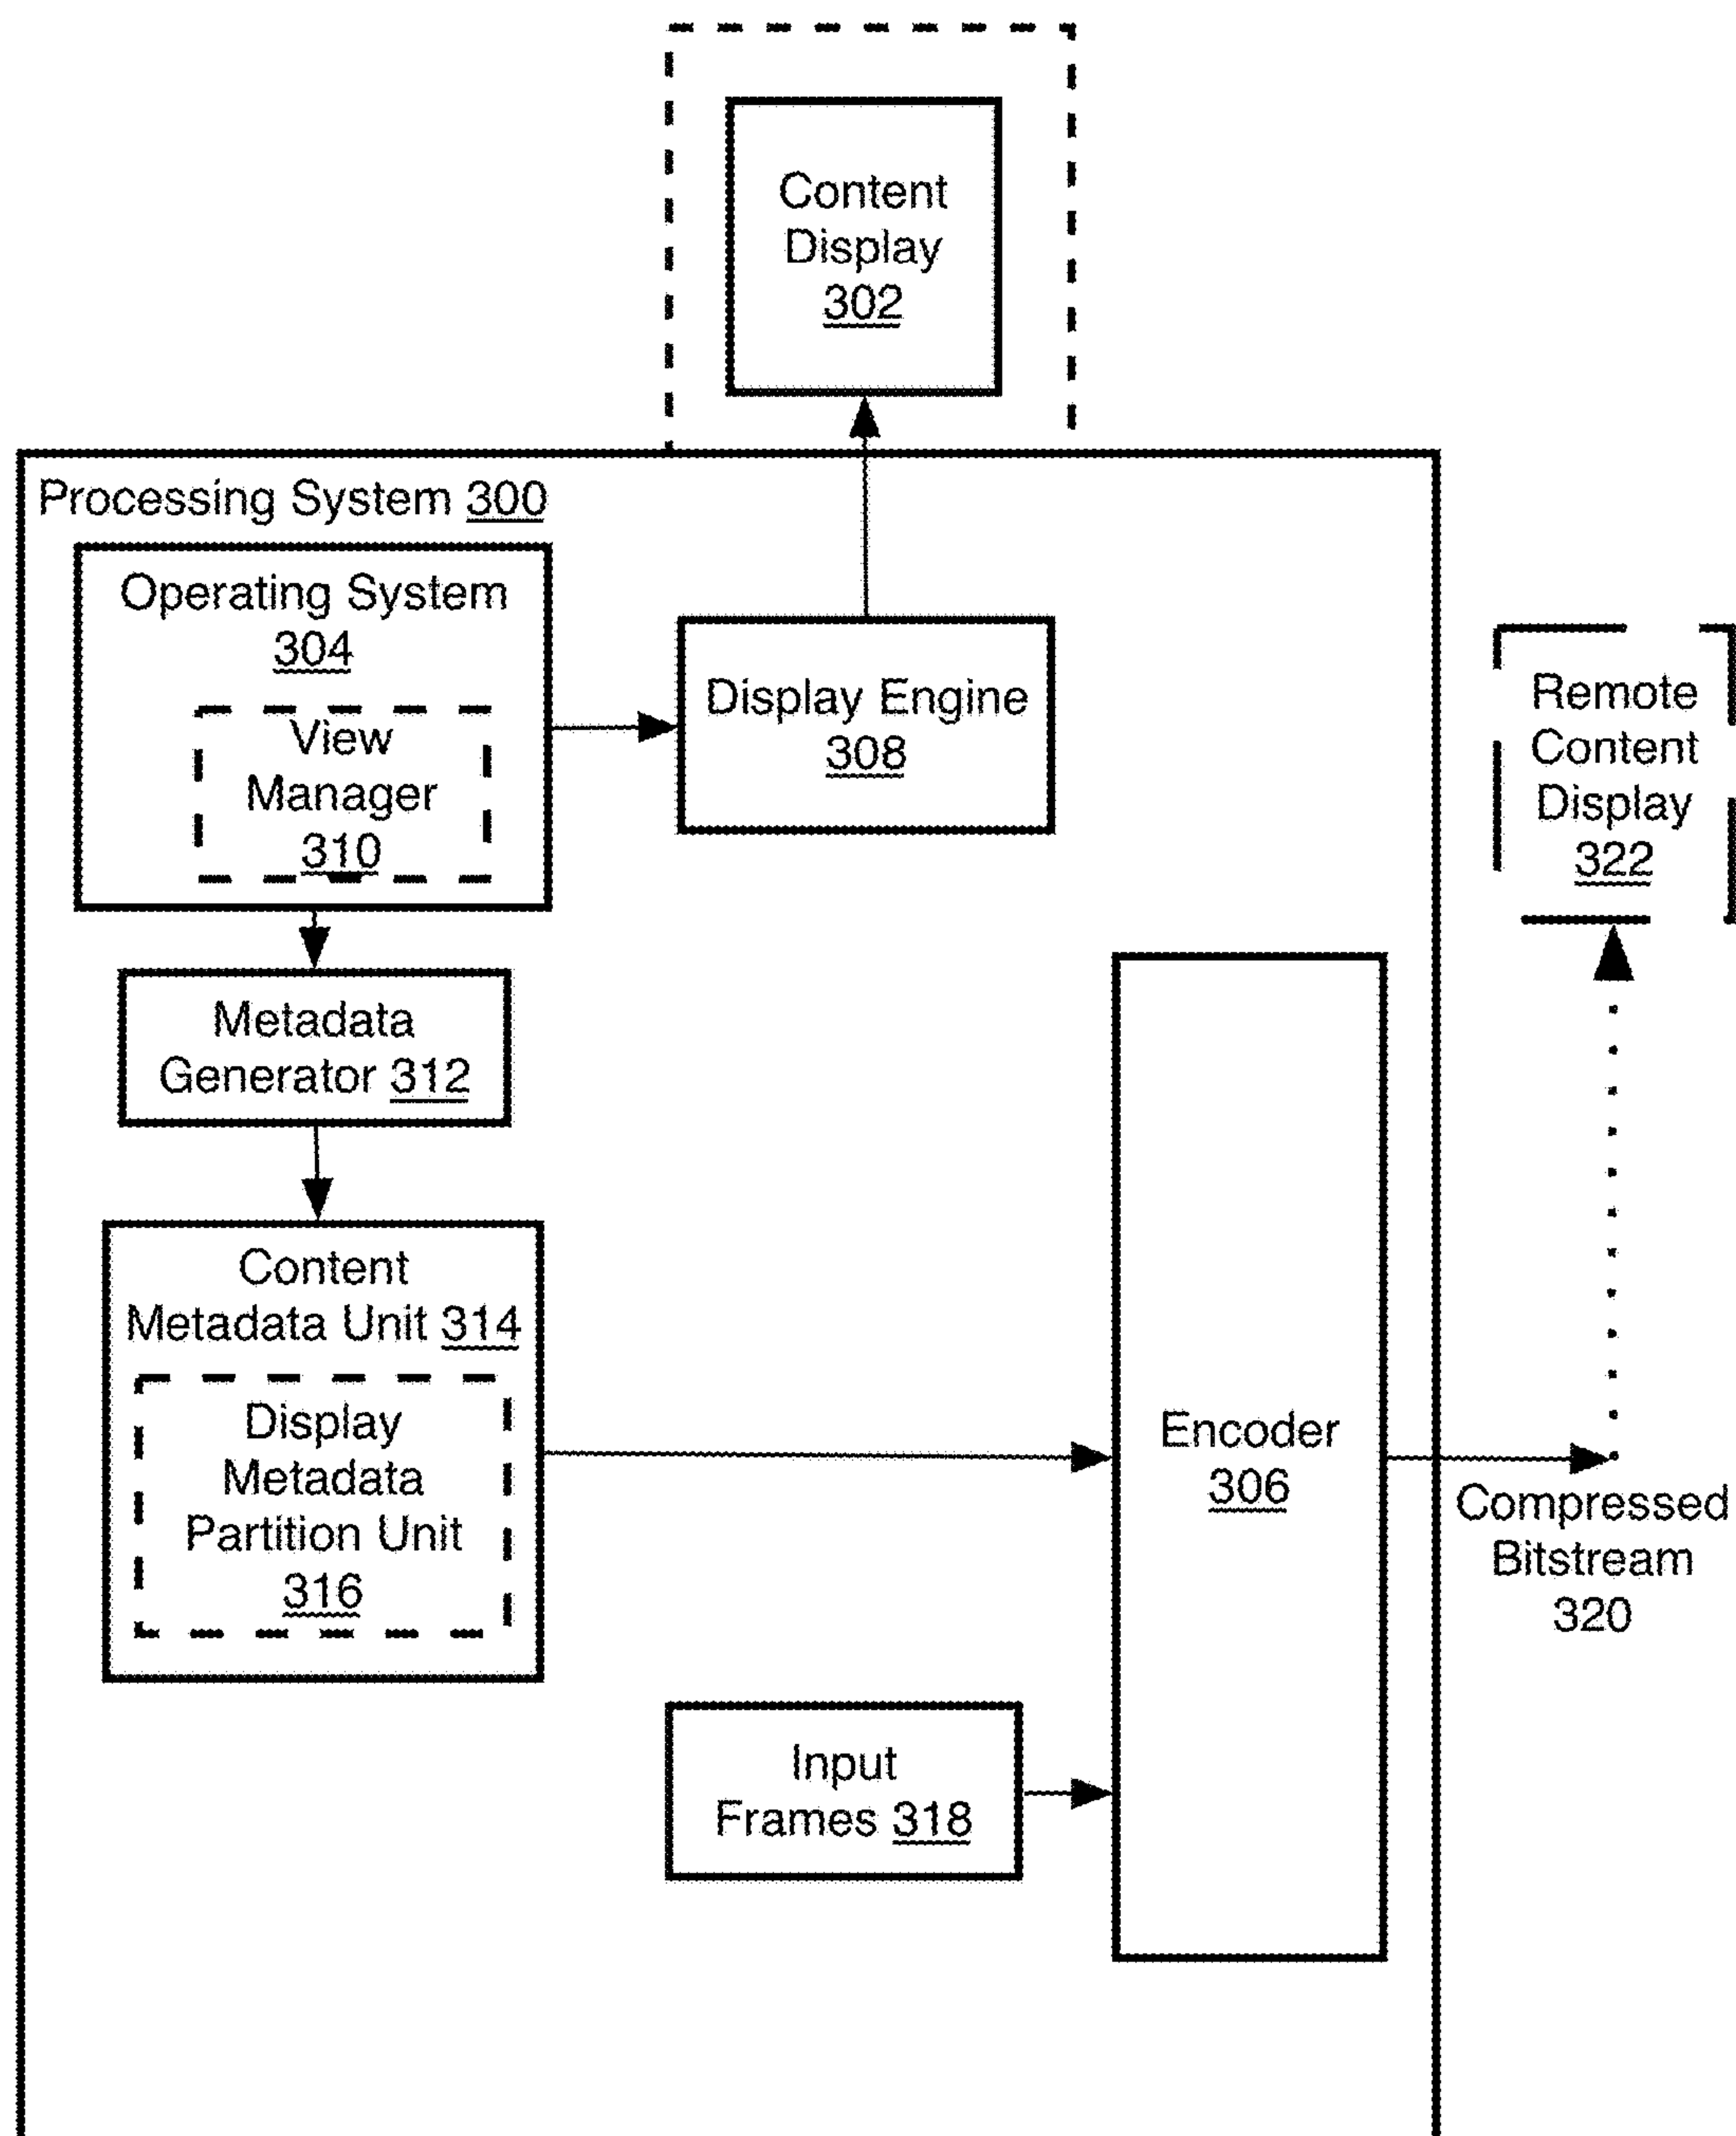 Content
Display
302
Processing System 300
Operating System
304
View
Manager
310
Display Engine
308
Remote
Content
Display
322
Metadata
Generator 312
Content
Metadata Unit 314
Display
Metadata
Partition Unit
316
Encoder
306
Compressed
Bitstream
320
Input
Frames 318